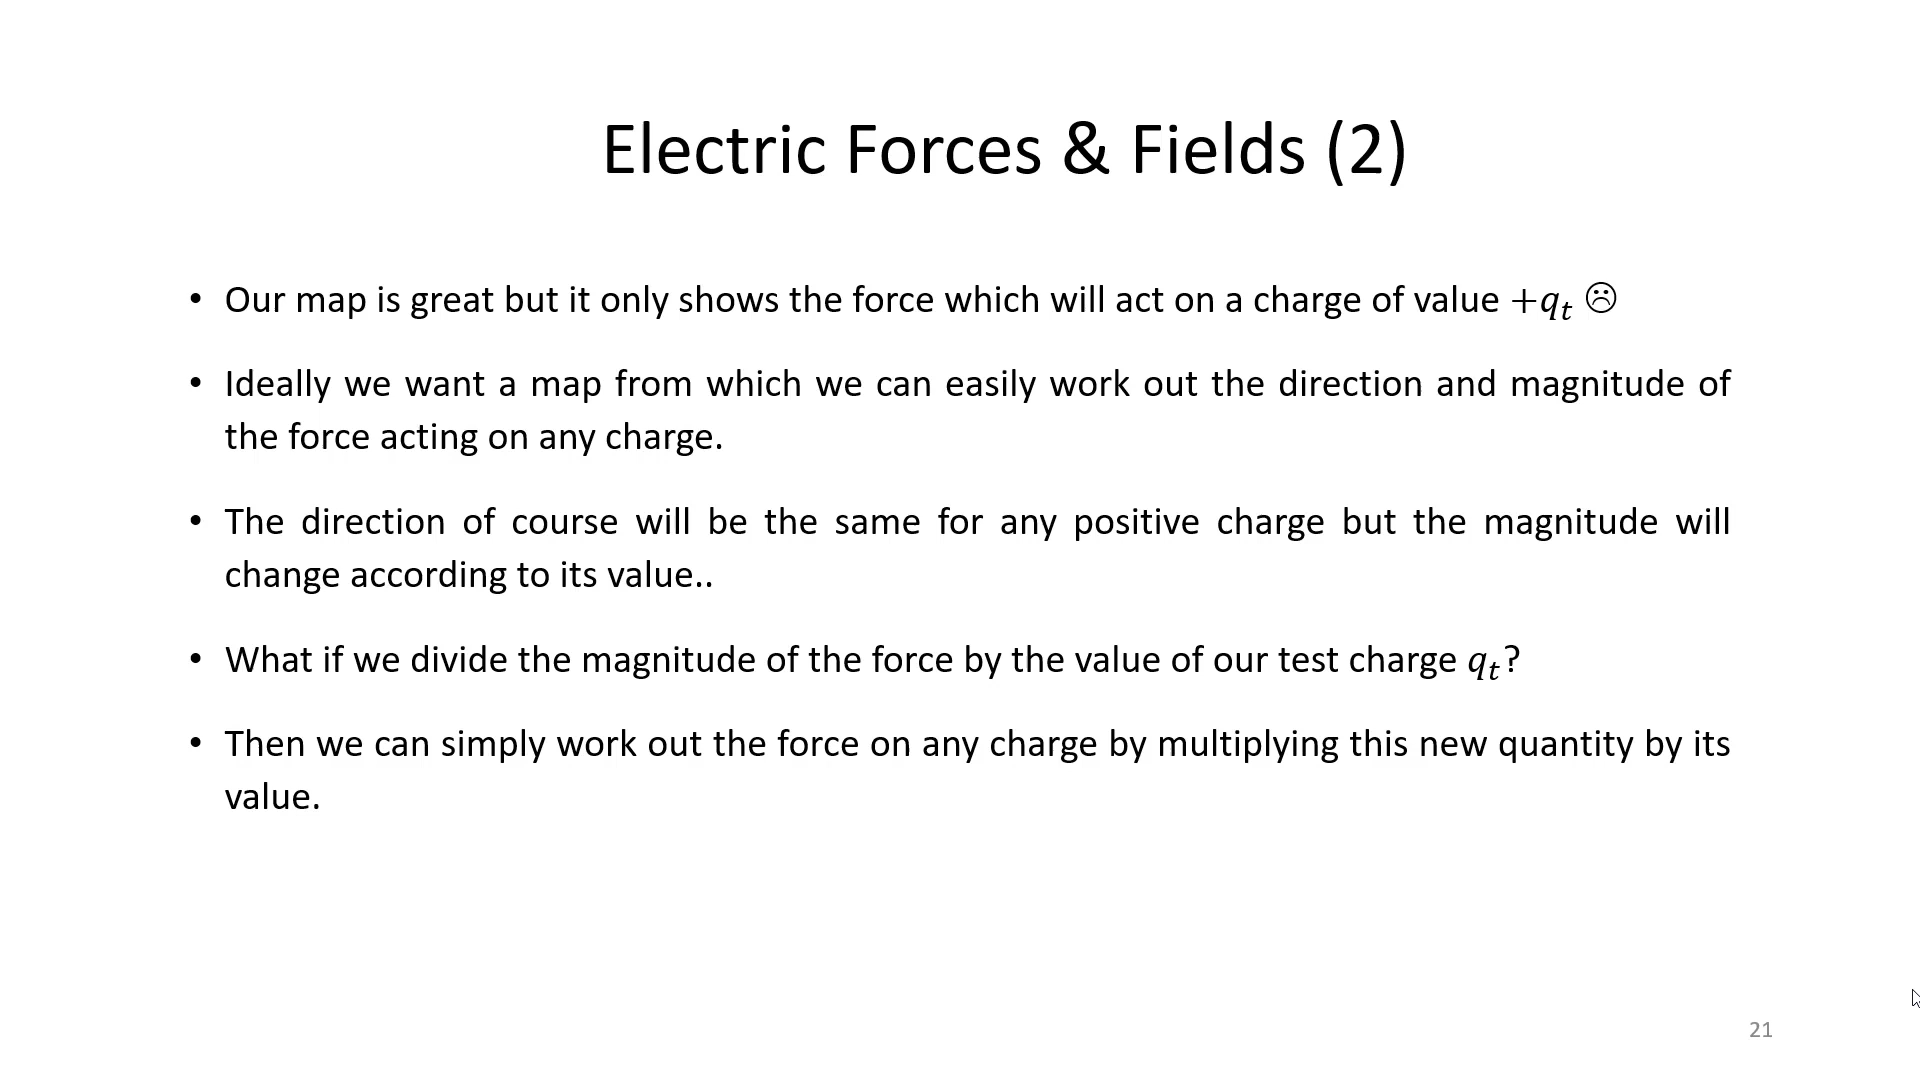 Electric Forces & Fields (2)
• Our map is great but it only shows the force which will act on a charge of value +qₜ ☹
• Ideally we want a map from which we can easily work out the direction and magnitude of
the force acting on any charge.
• The direction of course will be the same for any positive charge but the magnitude will
change according to its value..
• What if we divide the magnitude of the force by the value of our test charge qₜ?
• Then we can simply work out the force on any charge by multiplying this new quantity by its
value.
21